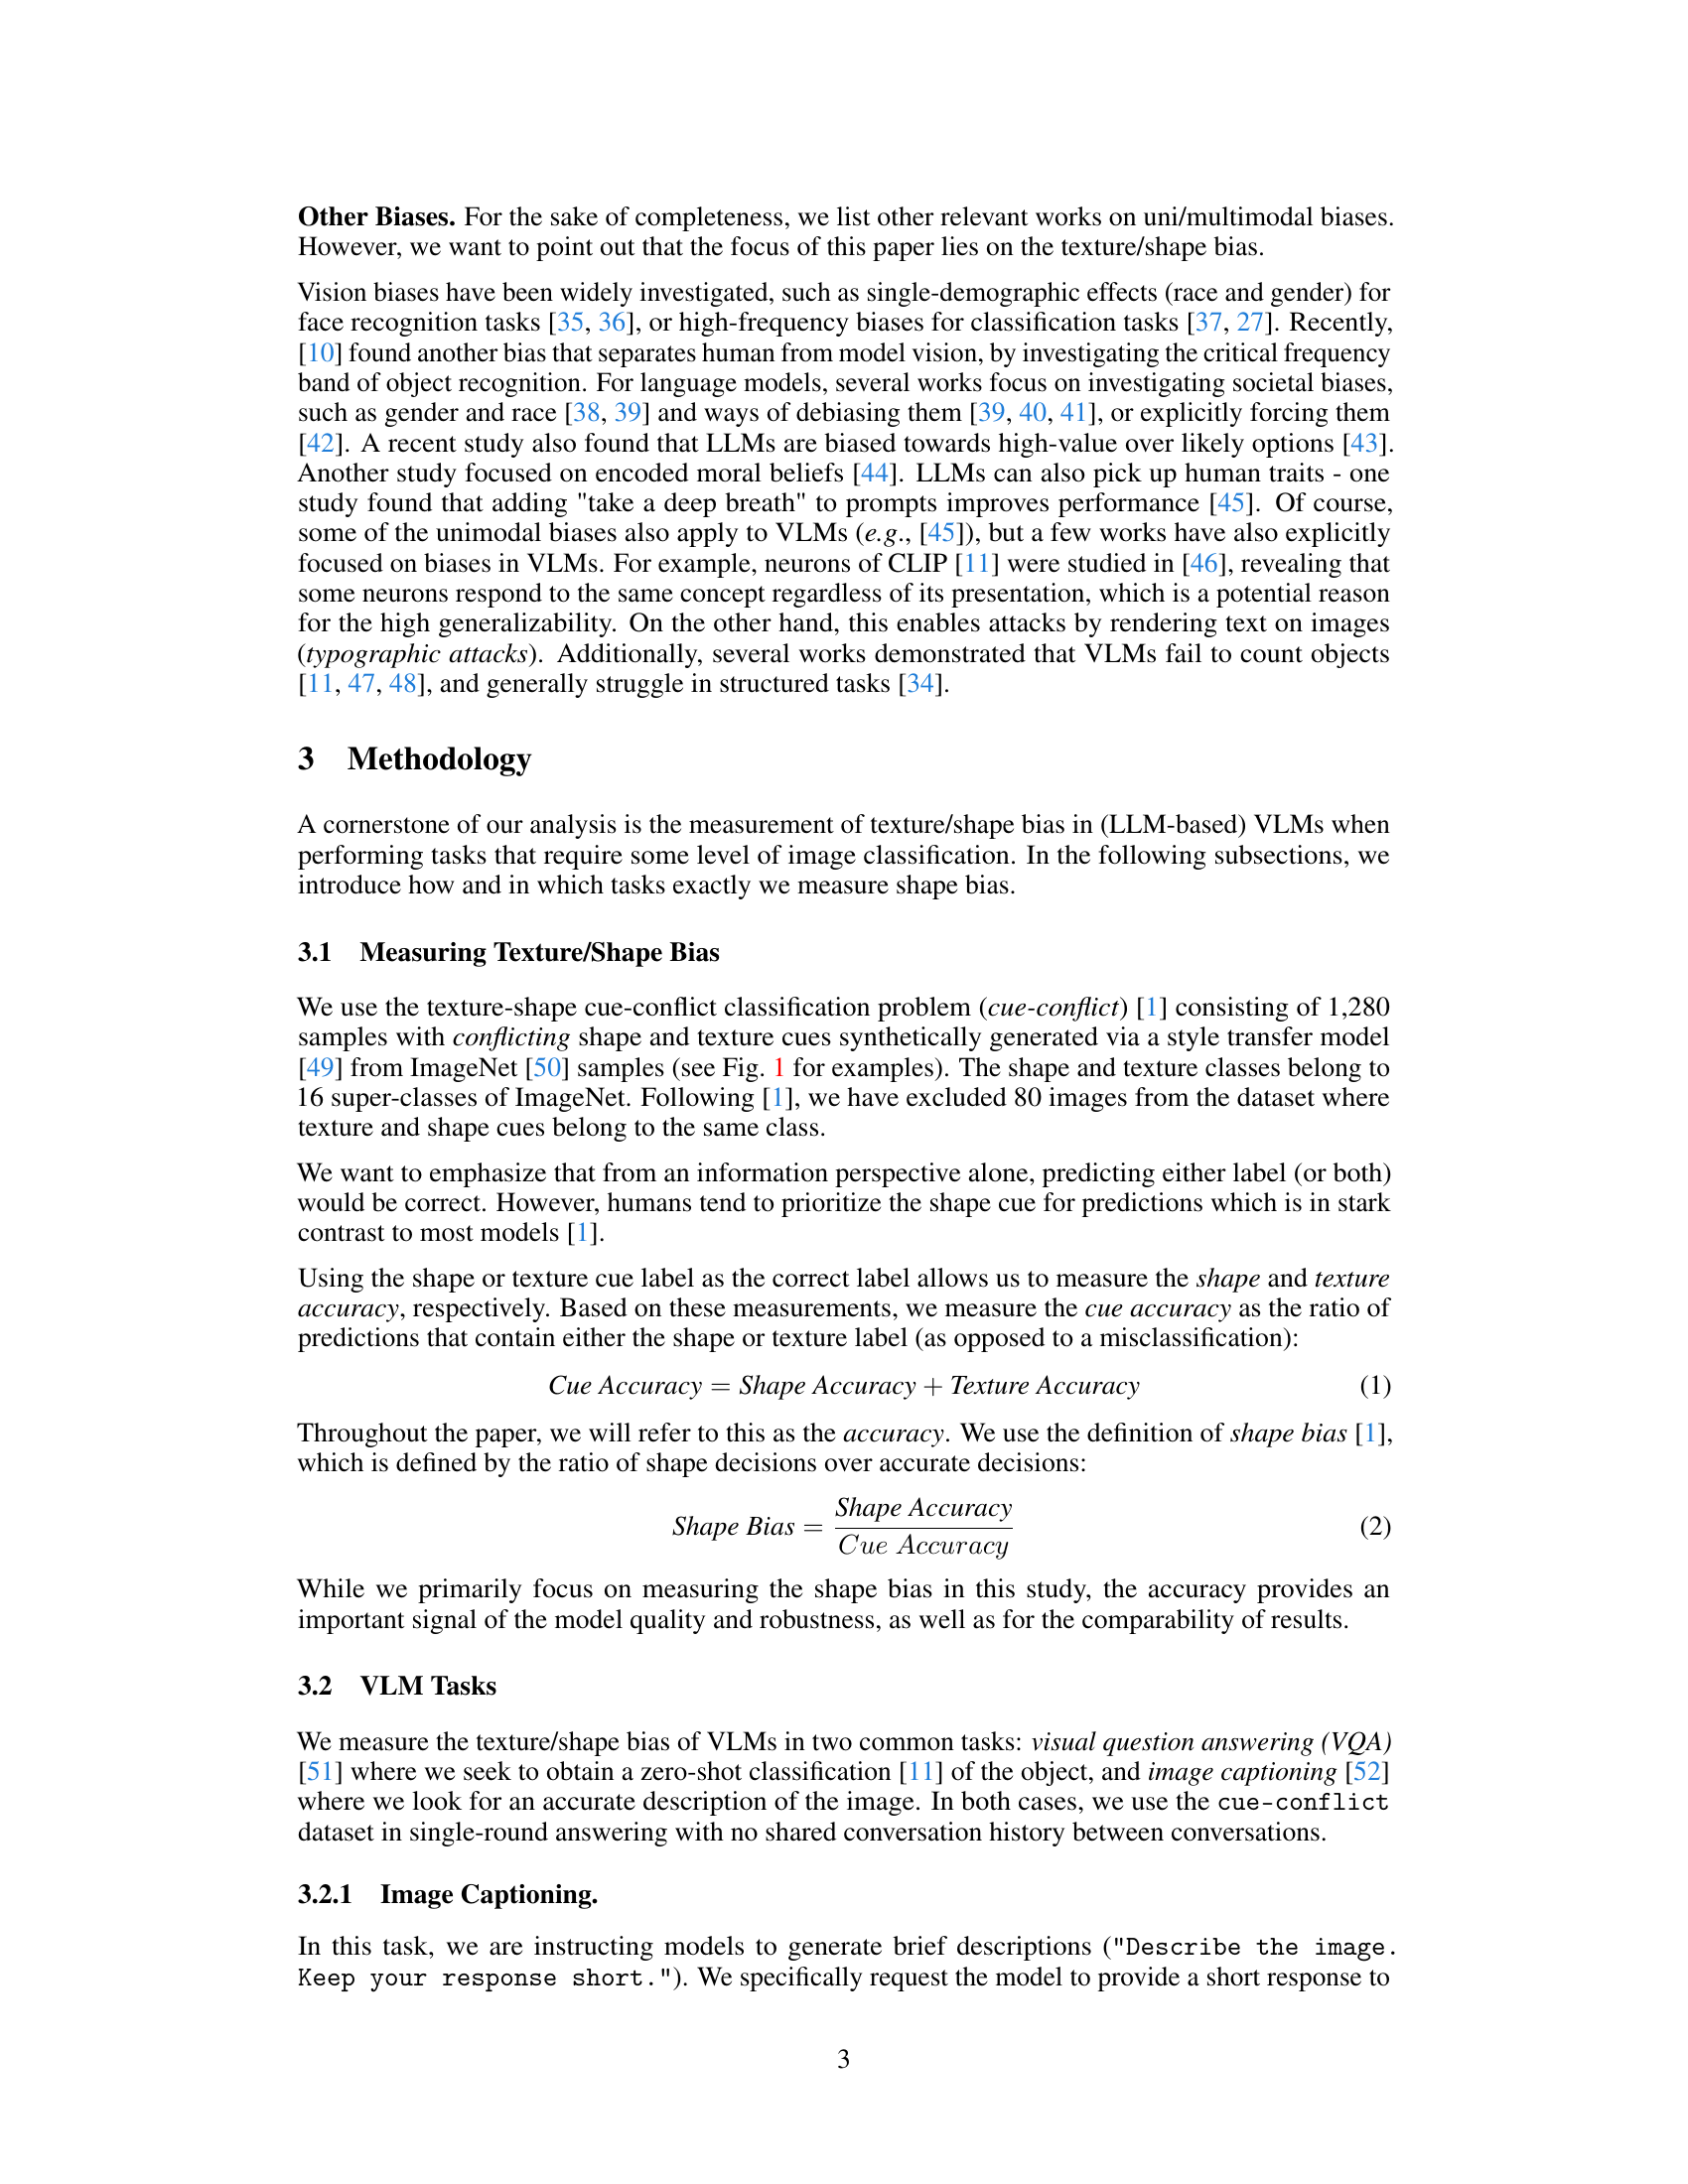 Other Biases. For the sake of completeness, we list other relevant works on uni/multimodal biases.
However, we want to point out that the focus of this paper lies on the texture/shape bias.
Vision biases have been widely investigated, such as single-demographic effects (race and gender) for
face recognition tasks [35, 36], or high-frequency biases for classification tasks [37, 27]. Recently,
[10] found another bias that separates human from model vision, by investigating the critical frequency
band of object recognition. For language models, several works focus on investigating societal biases,
such as gender and race [38, 39] and ways of debiasing them [39, 40, 41], or explicitly forcing them
[42]. A recent study also found that LLMs are biased towards high-value over likely options [43].
Another study focused on encoded moral beliefs [44]. LLMs can also pick up human traits - one
study found that adding "take a deep breath" to prompts improves performance [45]. Of course,
some of the unimodal biases also apply to VLMs (e.g., [45]), but a few works have also explicitly
focused on biases in VLMs. For example, neurons of CLIP [11] were studied in [46], revealing that
some neurons respond to the same concept regardless of its presentation, which is a potential reason
for the high generalizability. On the other hand, this enables attacks by rendering text on images
(typographic attacks). Additionally, several works demonstrated that VLMs fail to count objects
[11, 47, 48], and generally struggle in structured tasks [34].
3 Methodology
A cornerstone of our analysis is the measurement of texture/shape bias in (LLM-based) VLMs when
performing tasks that require some level of image classification. In the following subsections, we
introduce how and in which tasks exactly we measure shape bias.
3.1 Measuring Texture/Shape Bias
We use the texture-shape cue-conflict classification problem (cue-conflict) [1] consisting of 1,280
samples with conflicting shape and texture cues synthetically generated via a style transfer model
[49] from ImageNet [50] samples (see Fig. 1 for examples). The shape and texture classes belong to
16 super-classes of ImageNet. Following [1], we have excluded 80 images from the dataset where
texture and shape cues belong to the same class.
We want to emphasize that from an information perspective alone, predicting either label (or both)
would be correct. However, humans tend to prioritize the shape cue for predictions which is in stark
contrast to most models [1].
Using the shape or texture cue label as the correct label allows us to measure the shape and texture
accuracy, respectively. Based on these measurements, we measure the cue accuracy as the ratio of
predictions that contain either the shape or texture label (as opposed to a misclassification):
Cue Accuracy = Shape Accuracy + Texture Accuracy (1)
Throughout the paper, we will refer to this as the accuracy. We use the definition of shape bias [1],
which is defined by the ratio of shape decisions over accurate decisions:
Shape Bias = Shape Accuracy / Cue Accuracy (2)
While we primarily focus on measuring the shape bias in this study, the accuracy provides an
important signal of the model quality and robustness, as well as for the comparability of results.
3.2 VLM Tasks
We measure the texture/shape bias of VLMs in two common tasks: visual question answering (VQA)
[51] where we seek to obtain a zero-shot classification [11] of the object, and image captioning [52]
where we look for an accurate description of the image. In both cases, we use the cue-conflict
dataset in single-round answering with no shared conversation history between conversations.
3.2.1 Image Captioning.
In this task, we are instructing models to generate brief descriptions ("Describe the image.
Keep your response short."). We specifically request the model to provide a short response to
3